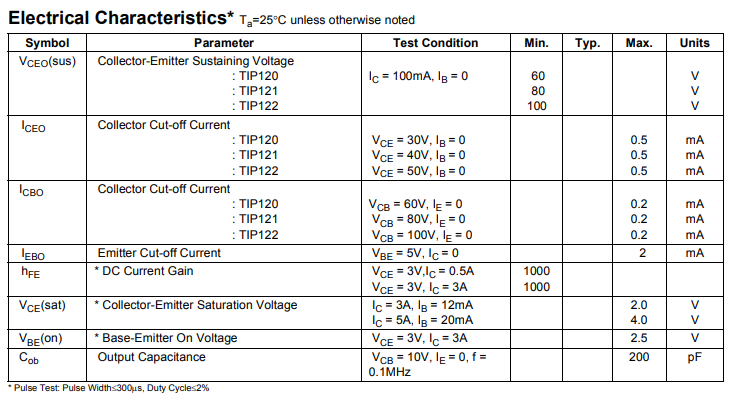 Electrical Characteristics* Ta=25°C unless otherwise noted
Symbol Parameter Test Condition Min. Typ. Max. Units
VCEO(sus) Collector-Emitter Sustaining Voltage
: TIP120 IC = 100mA, IB = 0 60 V
: TIP121 80 V
: TIP122 100 V
ICEO Collector Cut-off Current
: TIP120 VCE = 30V, IB = 0 0.5 mA
: TIP121 VCE = 40V, IB = 0 0.5 mA
: TIP122 VCE = 50V, IB = 0 0.5 mA
ICBO Collector Cut-off Current
: TIP120 VCB = 60V, IE = 0 0.2 mA
: TIP121 VCB = 80V, IE = 0 0.2 mA
: TIP122 VCB = 100V, IE = 0 0.2 mA
IEBO Emitter Cut-off Current VBE = 5V, IC = 0 2 mA
hFE * DC Current Gain VCE = 3V,IC = 0.5A 1000
VCE = 3V, IC = 3A 1000
VCE(sat) * Collector-Emitter Saturation Voltage IC = 3A, IB = 12mA 2.0 V
IC = 5A, IB = 20mA 4.0 V
VBE(on) * Base-Emitter On Voltage VCE = 3V, IC = 3A 2.5 V
Cob Output Capacitance VCB = 10V, IE = 0, f = 200 pF
0.1MHz
* Pulse Test: Pulse Width≤300µs, Duty Cycle≤2%